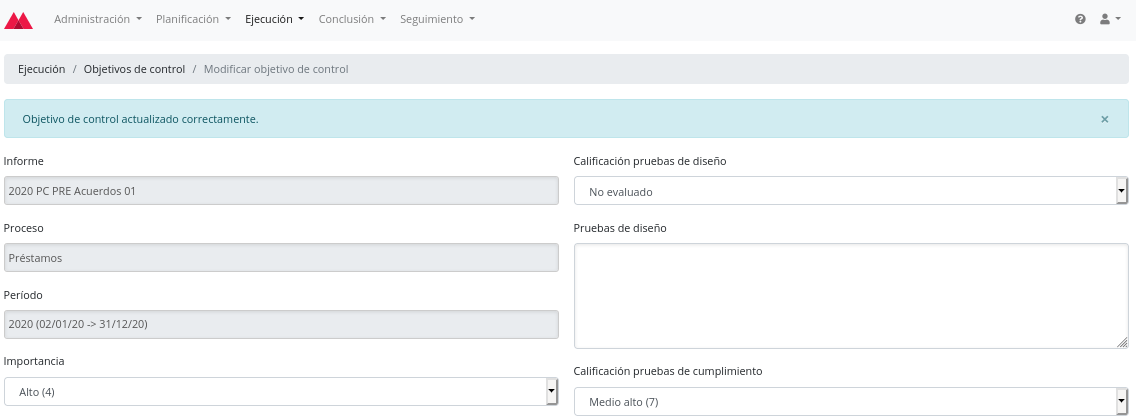 Administración Planificación Ejecución Conclusión Seguimiento
Ejecución / Objetivos de control / Modificar objetivo de control
Objetivo de control actualizado correctamente. ×
Informe
2020 PC PRE Acuerdos 01
Proceso
Préstamos
Período
2020 (02/01/20 -> 31/12/20)
Importancia
Alto (4)
Calificación pruebas de diseño
No evaluado
Pruebas de diseño
Calificación pruebas de cumplimiento
Medio alto (7)